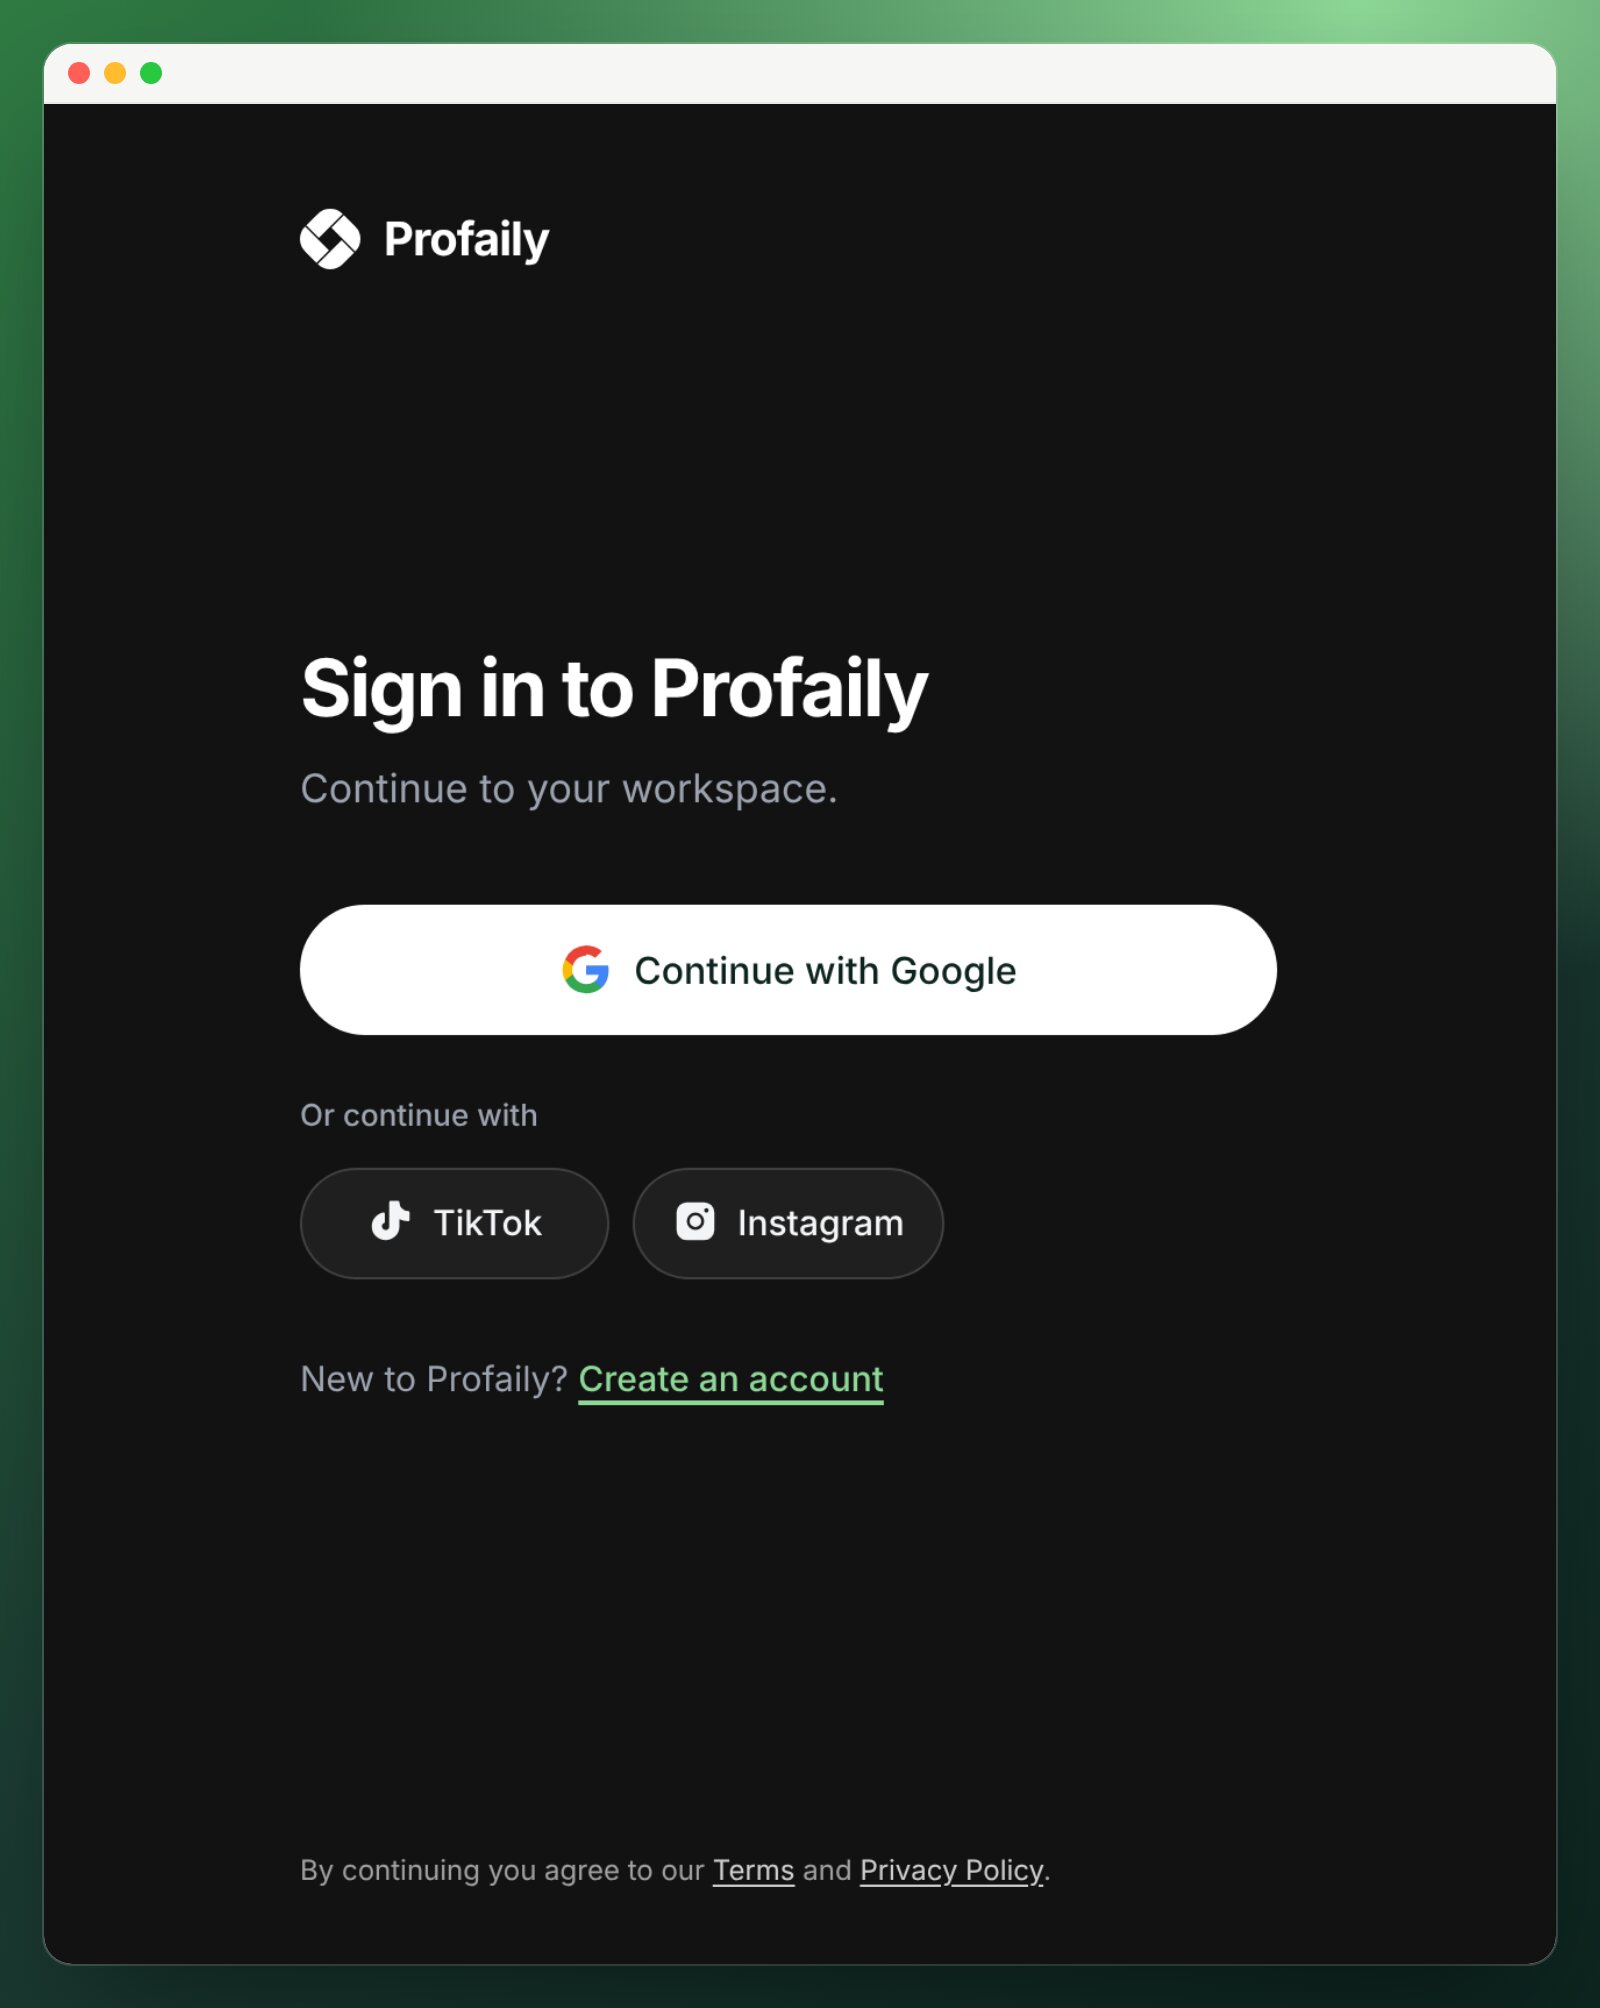 Profaily
Sign in to Profaily
Continue to your workspace.
Continue with Google
Or continue with
TikTok
Instagram
New to Profaily? Create an account
By continuing you agree to our Terms and Privacy Policy.